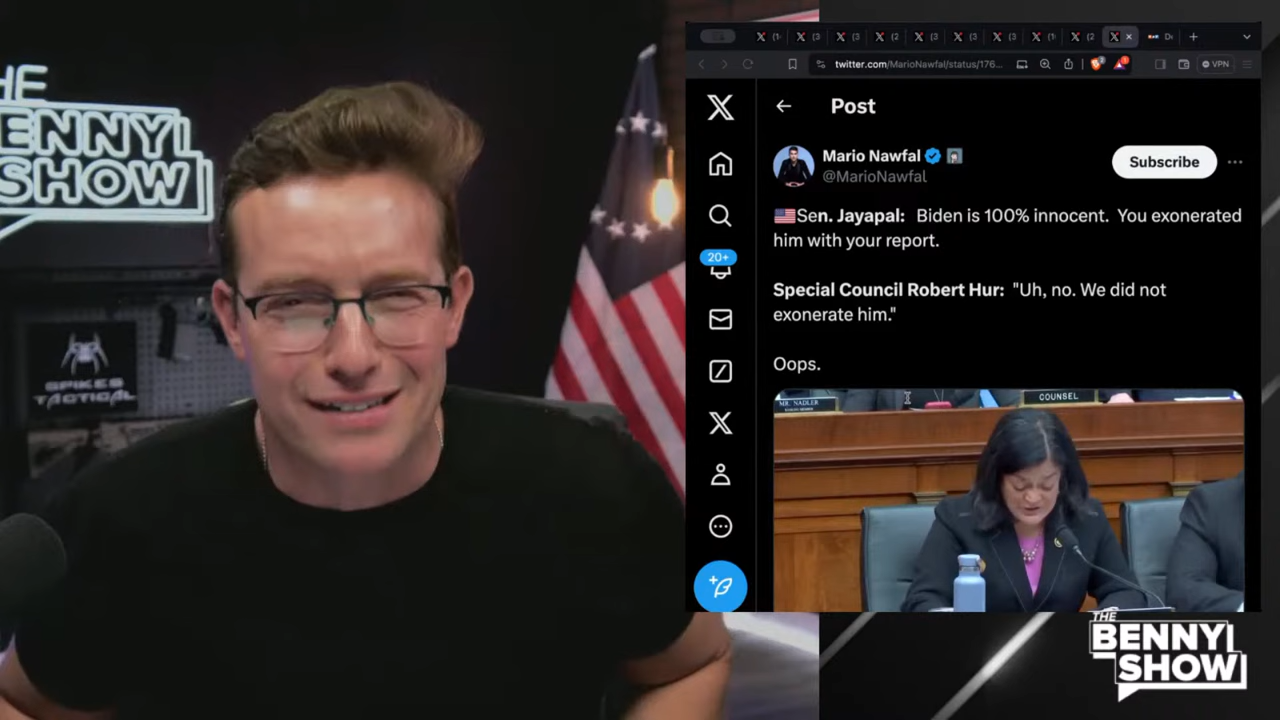 THE
BENNY
SHOW
SPIKES
TACTICAL
twitter.com/MarioNawfal/status/176...
VPN
Post
Mario Nawfal
@MarioNawfal
Subscribe
Sen. Jayapal: Biden is 100% innocent. You exonerated
him with your report.
Special Council Robert Hur: "Uh, no. We did not
exonerate him."
Oops.
20+
MR. NADLER
COUNSEL
THE
BENNY
SHOW